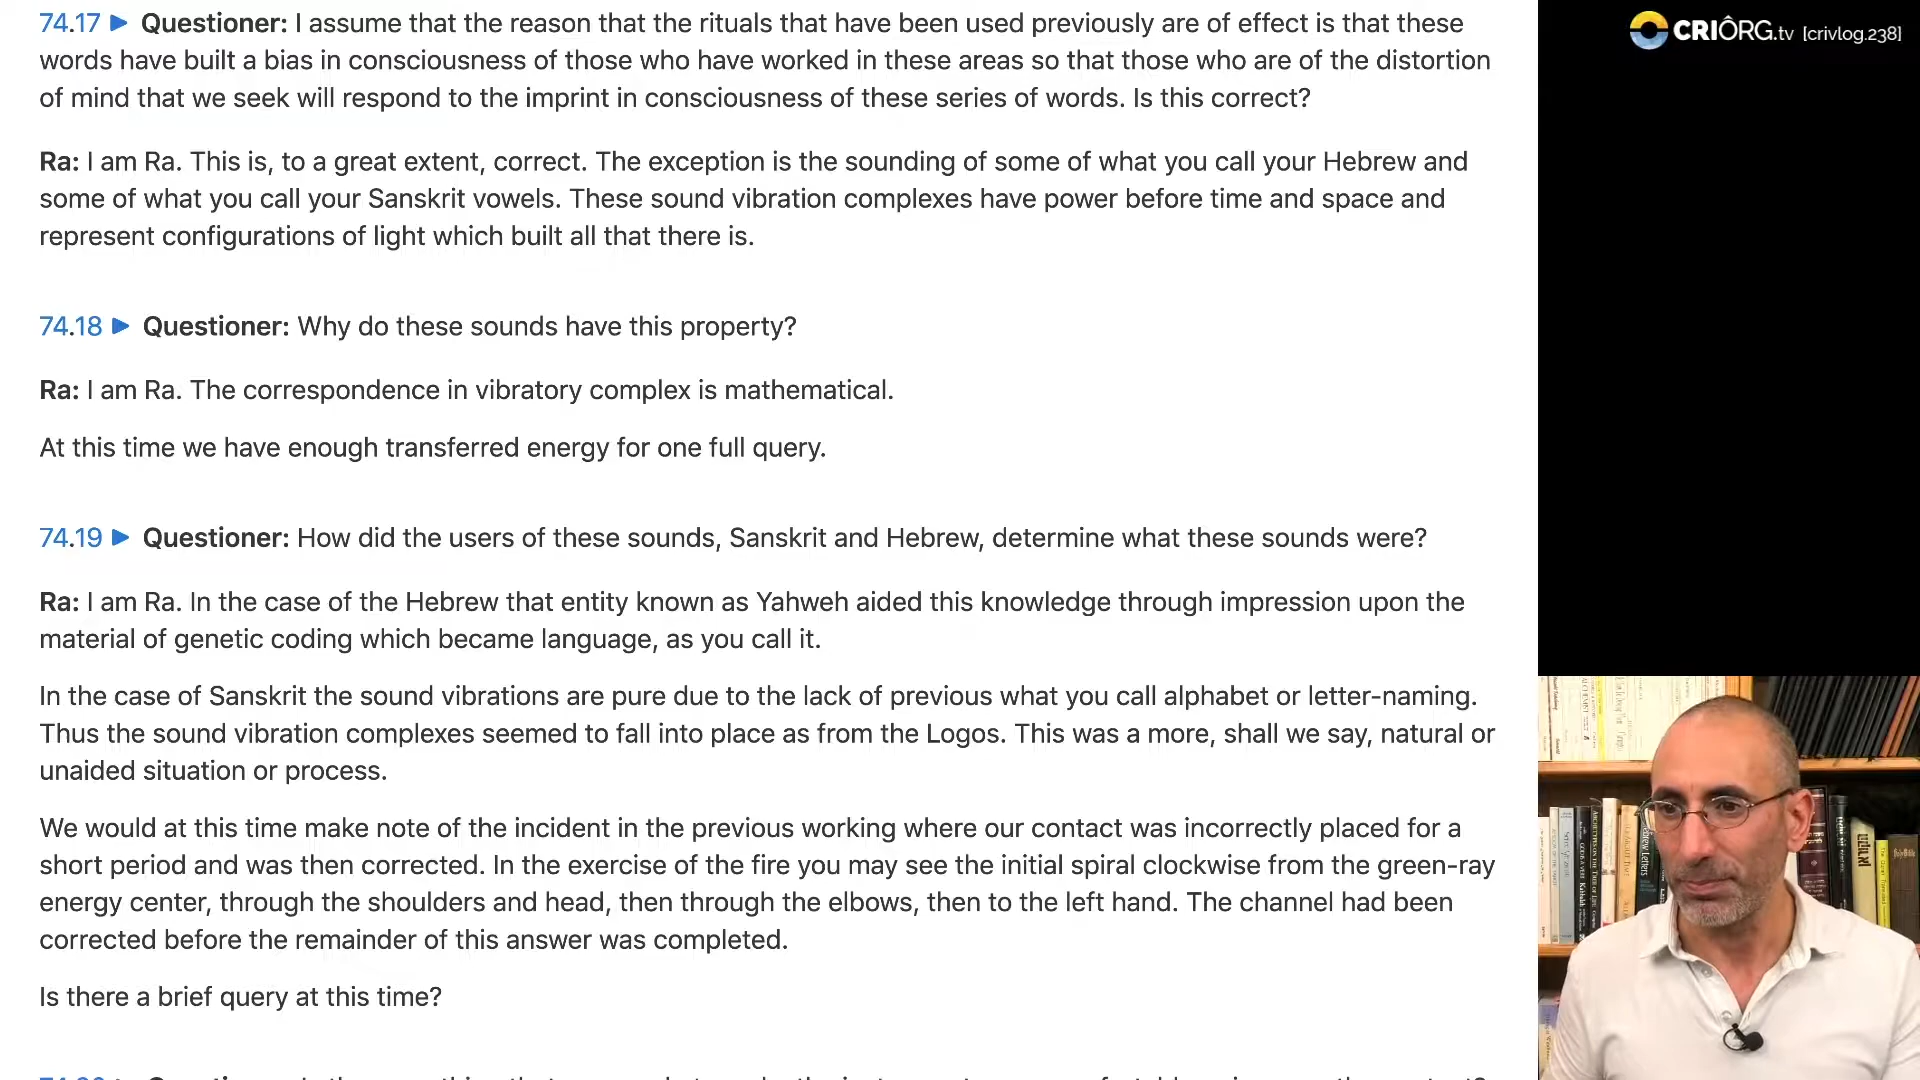 74.17 ▶ Questioner: I assume that the reason that the rituals that have been used previously are of effect is that these
words have built a bias in consciousness of those who have worked in these areas so that those who are of the distortion
of mind that we seek will respond to the imprint in consciousness of these series of words. Is this correct?
Ra: I am Ra. This is, to a great extent, correct. The exception is the sounding of some of what you call your Hebrew and
some of what you call your Sanskrit vowels. These sound vibration complexes have power before time and space and
represent configurations of light which built all that there is.
74.18 ▶ Questioner: Why do these sounds have this property?
Ra: I am Ra. The correspondence in vibratory complex is mathematical.
At this time we have enough transferred energy for one full query.
74.19 ▶ Questioner: How did the users of these sounds, Sanskrit and Hebrew, determine what these sounds were?
Ra: I am Ra. In the case of the Hebrew that entity known as Yahweh aided this knowledge through impression upon the
material of genetic coding which became language, as you call it.
In the case of Sanskrit the sound vibrations are pure due to the lack of previous what you call alphabet or letter-naming.
Thus the sound vibration complexes seemed to fall into place as from the Logos. This was a more, shall we say, natural or
unaided situation or process.
We would at this time make note of the incident in the previous working where our contact was incorrectly placed for a
short period and was then corrected. In the exercise of the fire you may see the initial spiral clockwise from the green-ray
energy center, through the shoulders and head, then through the elbows, then to the left hand. The channel had been
corrected before the remainder of this answer was completed.
Is there a brief query at this time?
CRIÔRG.tv [crivlog.238]